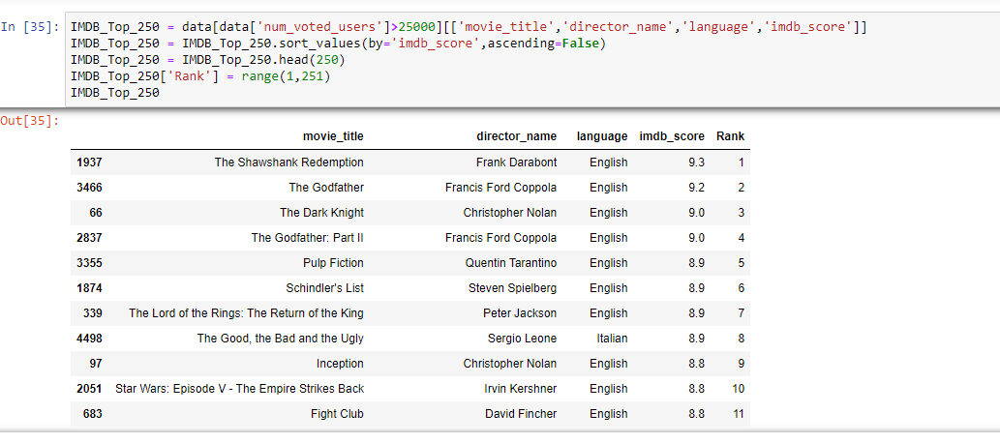 In [35]: IMDB_Top_250 = data[data['num_voted_users']>25000][['movie_title','director_name','language','imdb_score']]
IMDB_Top_250 = IMDB_Top_250.sort_values(by='imdb_score',ascending=False)
IMDB_Top_250 = IMDB_Top_250.head(250)
IMDB_Top_250['Rank'] = range(1,251)
IMDB_Top_250
Out[35]:
movie_title director_name language imdb_score Rank
1937 The Shawshank Redemption Frank Darabont English 9.3 1
3466 The Godfather Francis Ford Coppola English 9.2 2
66 The Dark Knight Christopher Nolan English 9.0 3
2837 The Godfather: Part II Francis Ford Coppola English 9.0 4
3355 Pulp Fiction Quentin Tarantino English 8.9 5
1874 Schindler's List Steven Spielberg English 8.9 6
339 The Lord of the Rings: The Return of the King Peter Jackson English 8.9 7
4498 The Good, the Bad and the Ugly Sergio Leone Italian 8.9 8
97 Inception Christopher Nolan English 8.8 9
2051 Star Wars: Episode V - The Empire Strikes Back Irvin Kershner English 8.8 10
683 Fight Club David Fincher English 8.8 11